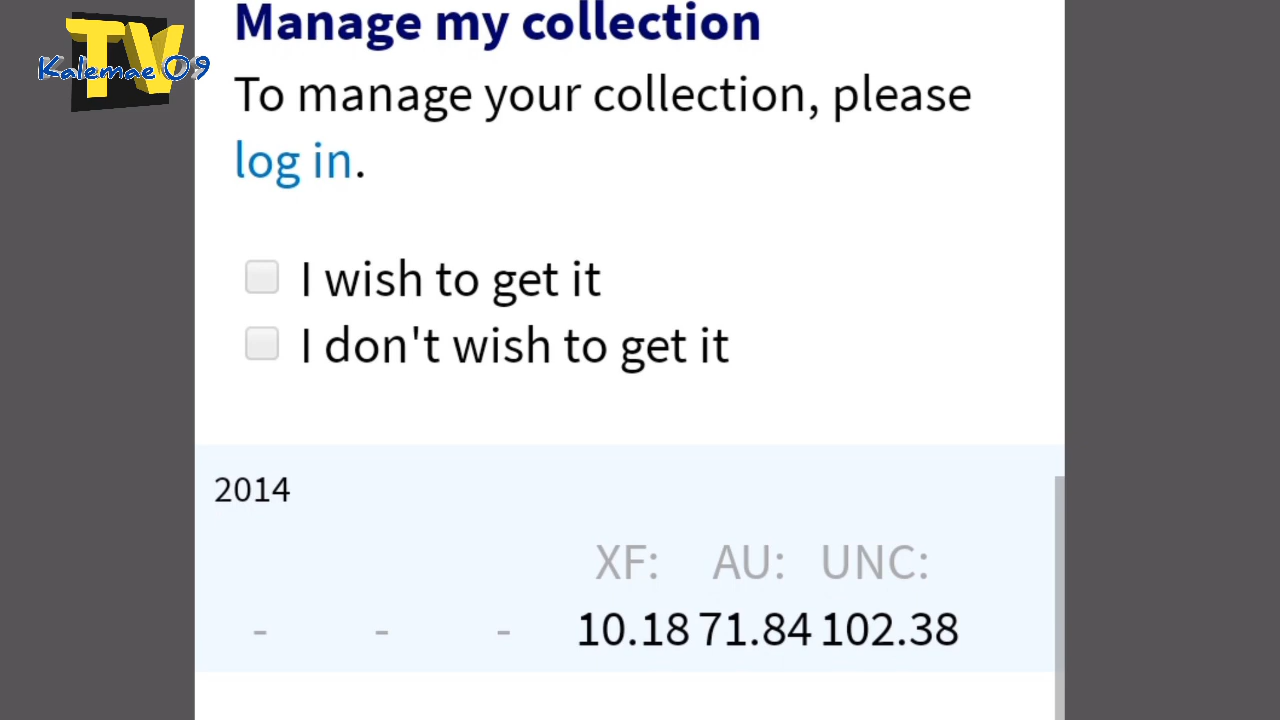 Manage my collection
TV
Kalemae 09
To manage your collection, please
log in.
I wish to get it
I don't wish to get it
2014
XF: AU: UNC:
- - - 10.18 71.84 102.38